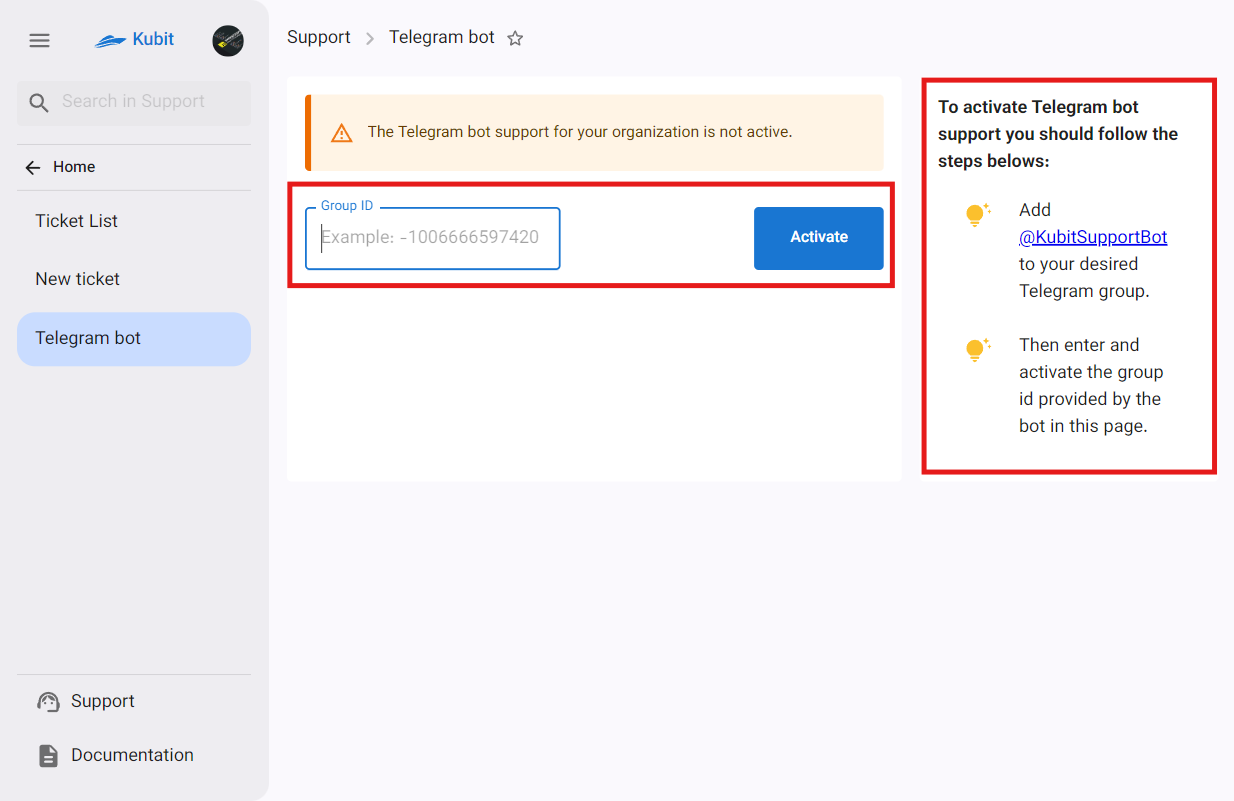 Kubit
Search in Support
Home
Ticket List
New ticket
Telegram bot
Support
Documentation
Support > Telegram bot
The Telegram bot support for your organization is not active.
Group ID
Example: -1006666597420
Activate
To activate Telegram bot
support you should follow the
steps belows:
Add
@KubitSupportBot
to your desired
Telegram group.
Then enter and
activate the group
id provided by the
bot in this page.